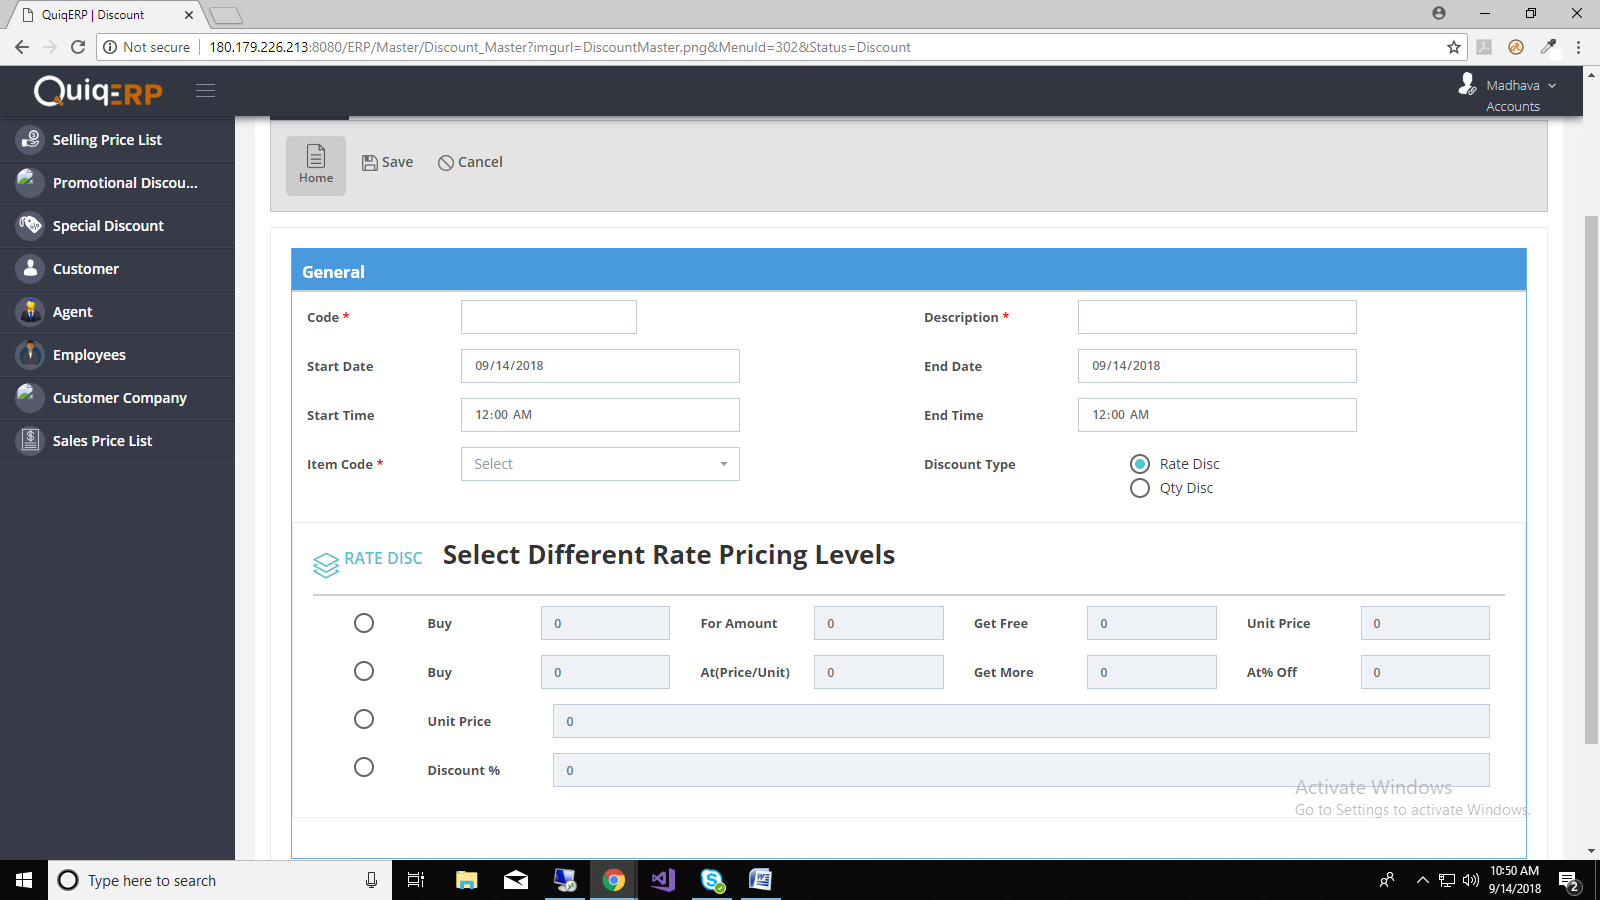 QuiqERP | Discount
Not secure 180.179.226.213:8080/ERP/Master/Discount_Master?imgurl=DiscountMaster.png&MenuId=302&Status=Discount
QuiqERP
Madhava
Accounts
Selling Price List
Promotional Discou...
Special Discount
Customer
Agent
Employees
Customer Company
Sales Price List
Home
Save
Cancel
General
Code *
Description *
Start Date 09/14/2018
End Date 09/14/2018
Start Time 12:00 AM
End Time 12:00 AM
Item Code * Select
Discount Type
Rate Disc
Qty Disc
RATE DISC Select Different Rate Pricing Levels
Buy 0 For Amount 0 Get Free 0 Unit Price 0
Buy 0 At(Price/Unit) 0 Get More 0 At% Off 0
Unit Price 0
Discount % 0
Activate Windows
Go to Settings to activate Windows.
Type here to search
10:50 AM
9/14/2018
2